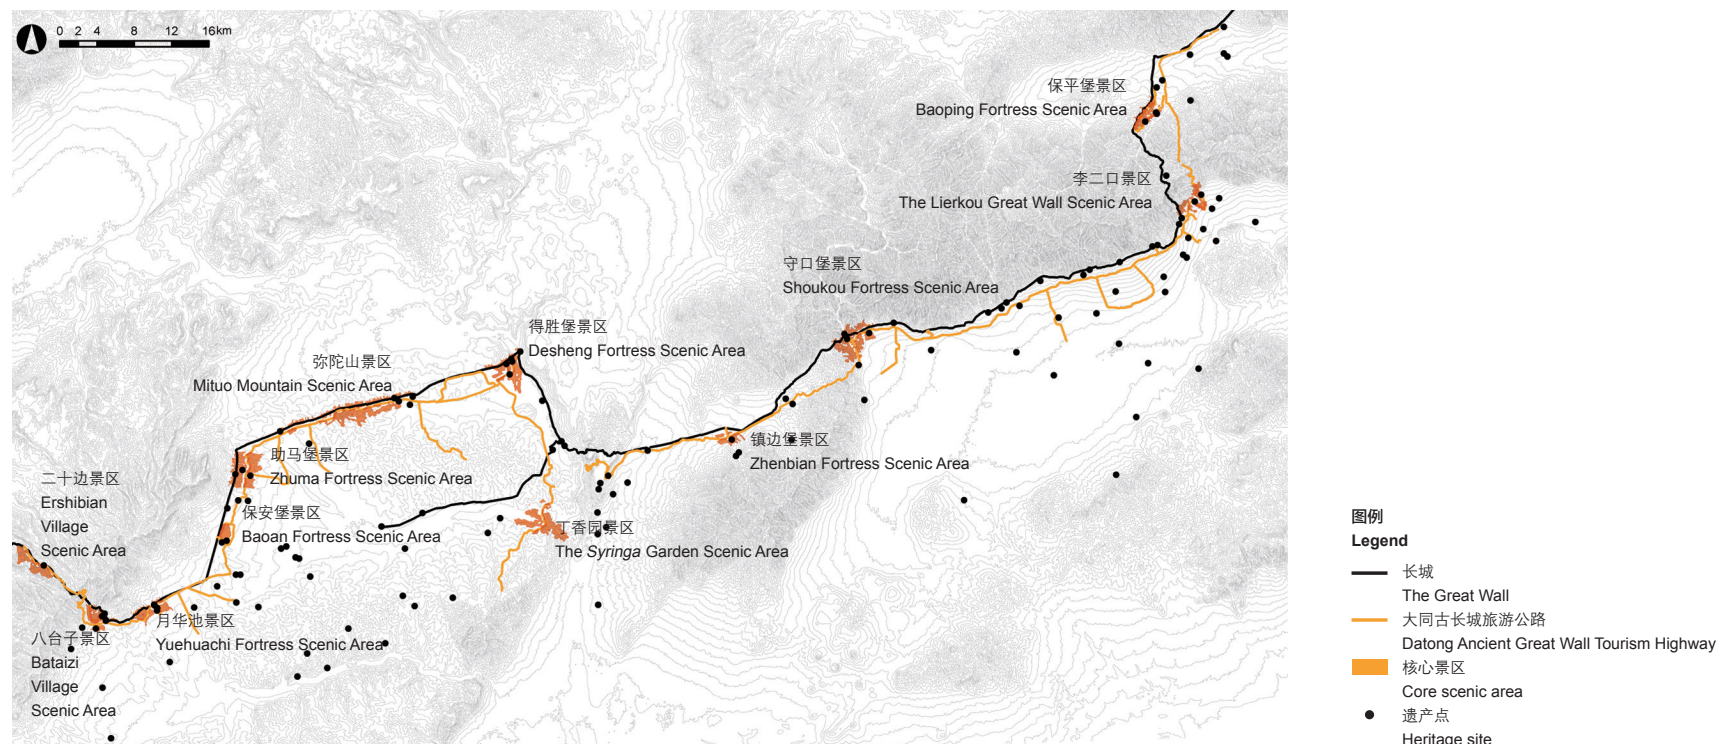 0 2 4 8 12 16km
保平堡景区
Baoping Fortress Scenic Area
李二口景区
The Lierkou Great Wall Scenic Area
守口堡景区
Shoukou Fortress Scenic Area
得胜堡景区
Desheng Fortress Scenic Area
弥陀山景区
Mituo Mountain Scenic Area
镇边堡景区
Zhenbian Fortress Scenic Area
助马堡景区
Zhuma Fortress Scenic Area
二十边景区
Ershibian
Village
Scenic Area
保安堡景区
Baoan Fortress Scenic Area
丁香园景区
The Syringa Garden Scenic Area
月华池景区
Yuehuachi Fortress Scenic Area
八台子景区
Bataizi
Village
Scenic Area
图例
Legend
长城
The Great Wall
大同古长城旅游公路
Datong Ancient Great Wall Tourism Highway
核心景区
Core scenic area
遗产点
Heritage site